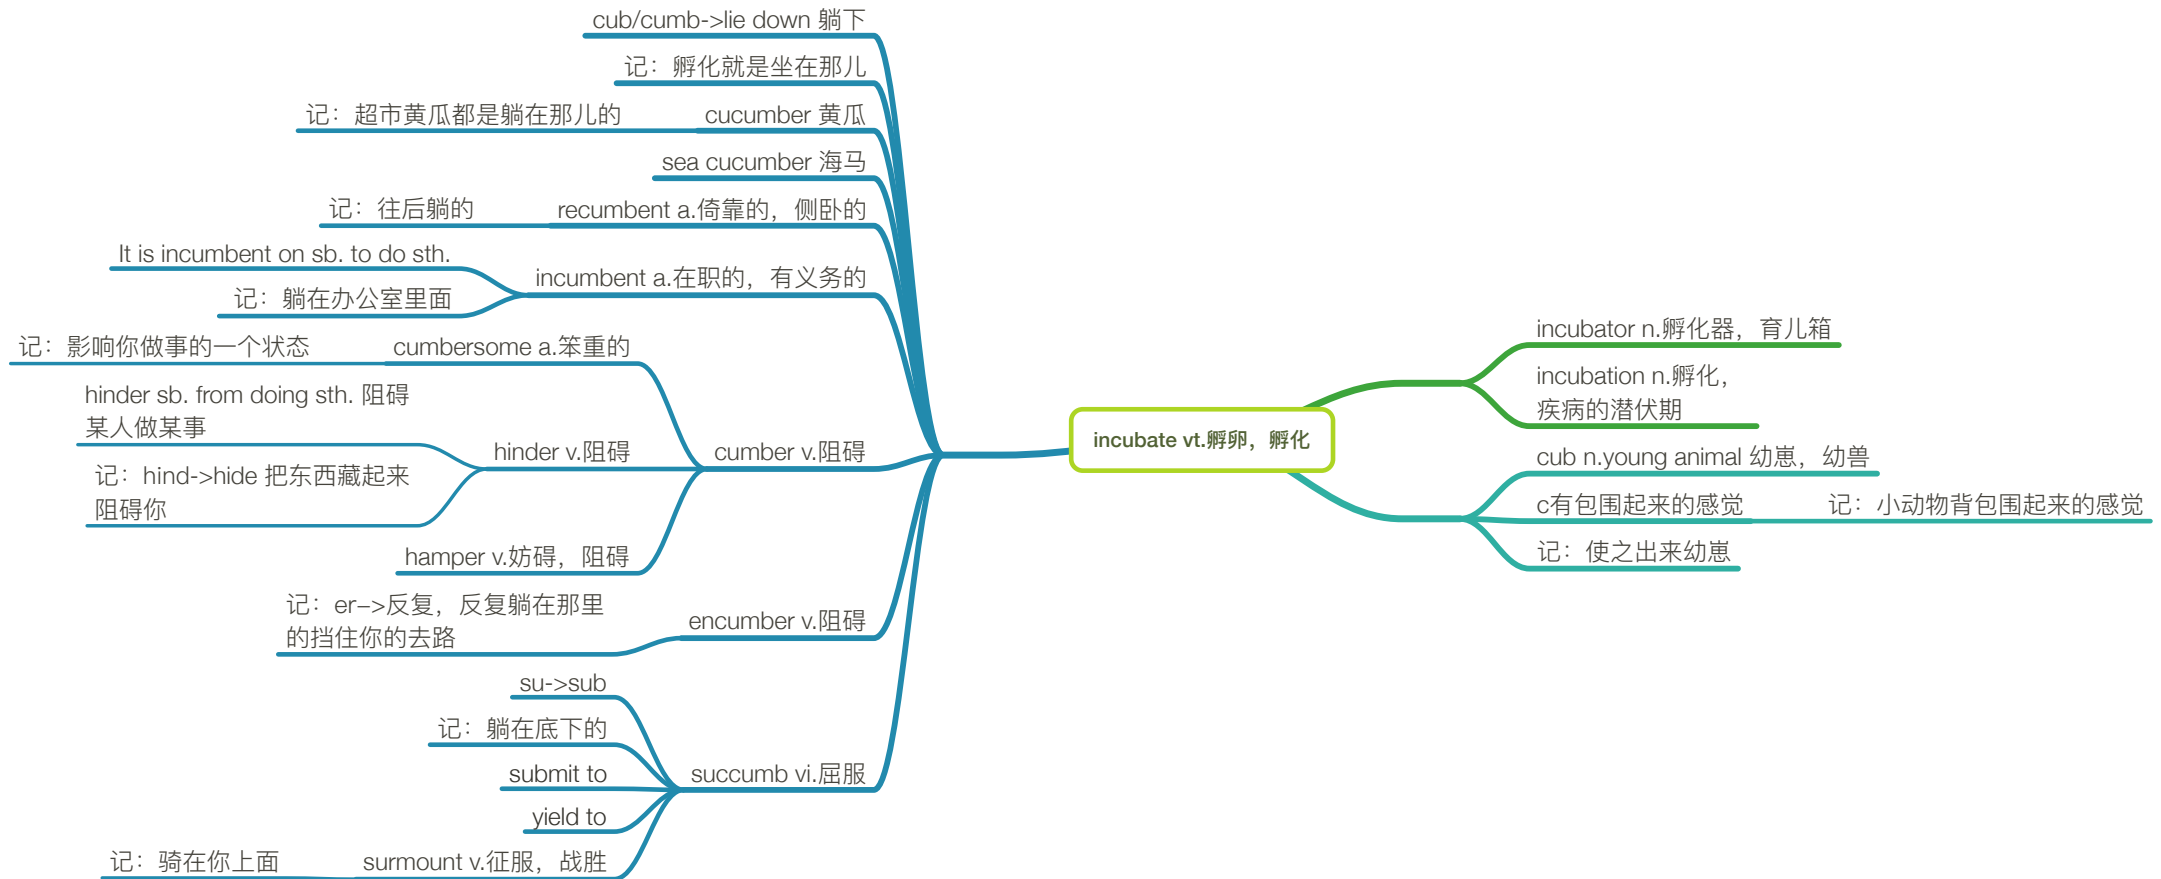 cub/cumb->lie down 躺下
记：孵化就是坐在那儿
记：超市黄瓜都是躺在那儿的
cucumber 黄瓜
sea cucumber 海马
记：往后躺的
recumbent a.倚靠的，侧卧的
It is incumbent on sb. to do sth.
记：躺在办公室里面
incumbent a.在职的，有义务的
记：影响你做事的一个状态
cumbersome a.笨重的
hinder sb. from doing sth. 阻碍
某人做某事
记：hind->hide 把东西藏起来
阻碍你
hinder v.阻碍
hamper v.妨碍，阻碍
cumber v.阻碍
记：er–>反复，反复躺在那里
的挡住你的去路
encumber v.阻碍
su->sub
记：躺在底下的
submit to
yield to
记：骑在你上面
surmount v.征服，战胜
succumb vi.屈服
incubate vt.孵卵，孵化
incubator n.孵化器，育儿箱
incubation n.孵化，
疾病的潜伏期
cub n.young animal 幼崽，幼兽
c有包围起来的感觉
记：小动物背包围起来的感觉
记：使之出来幼崽